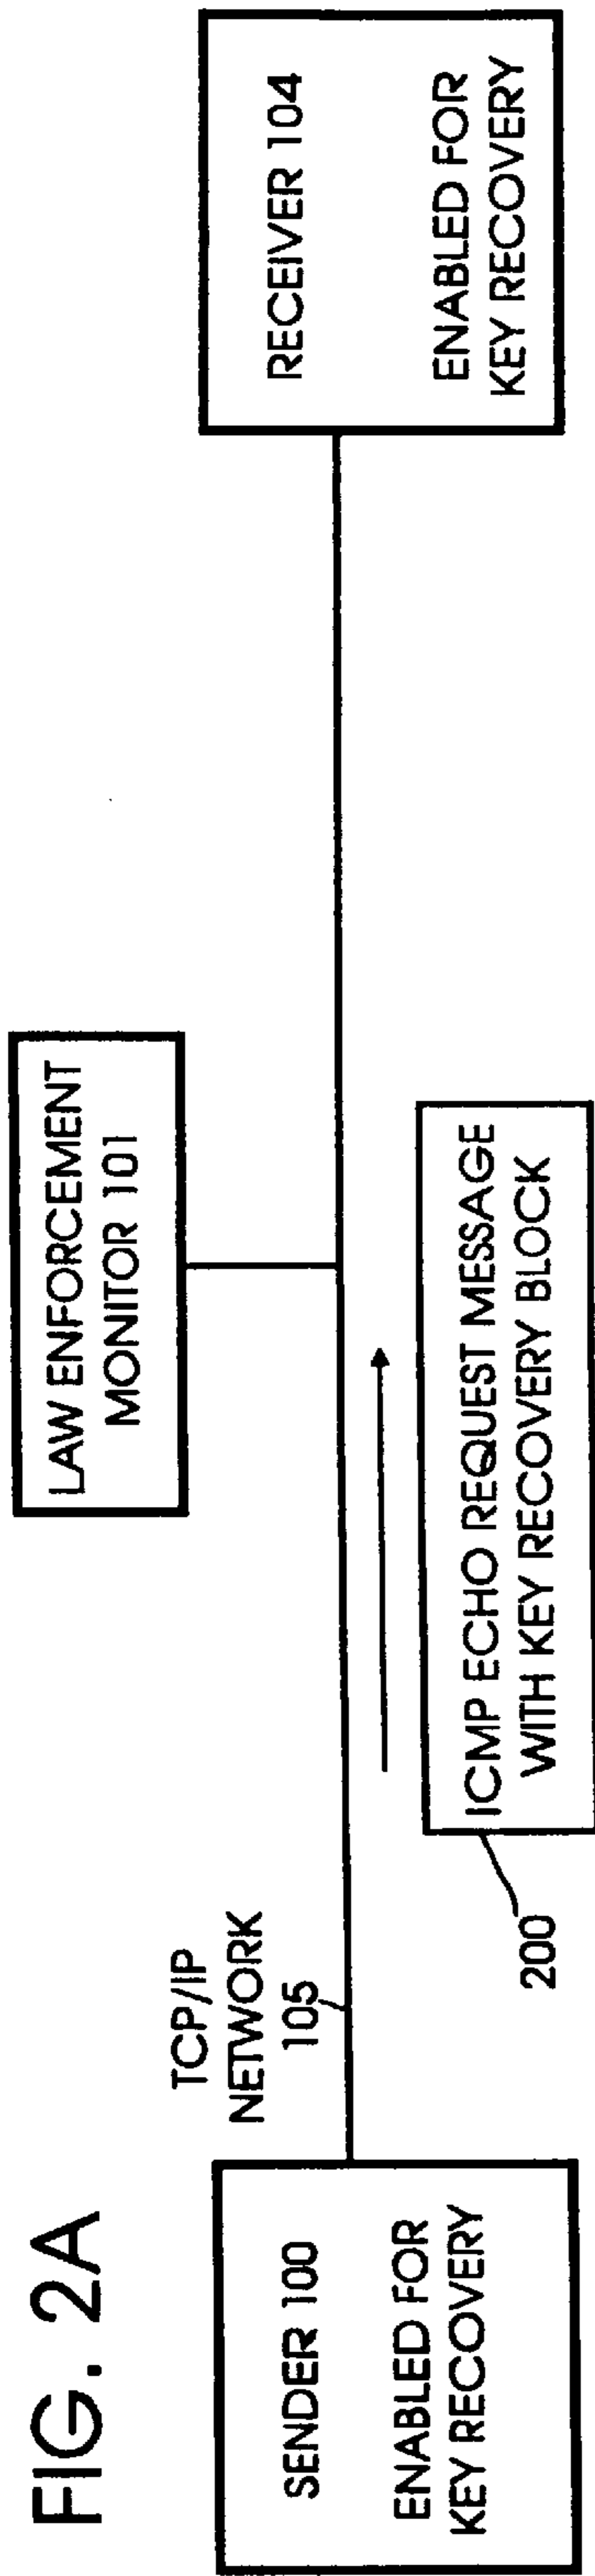 FIG. 2A
LAW ENFORCEMENT
MONITOR 101
TCP/IP
NETWORK
105
SENDER 100
ENABLED FOR
KEY RECOVERY
RECEIVER 104
ENABLED FOR
KEY RECOVERY
200
ICMP ECHO REQUEST MESSAGE
WITH KEY RECOVERY BLOCK